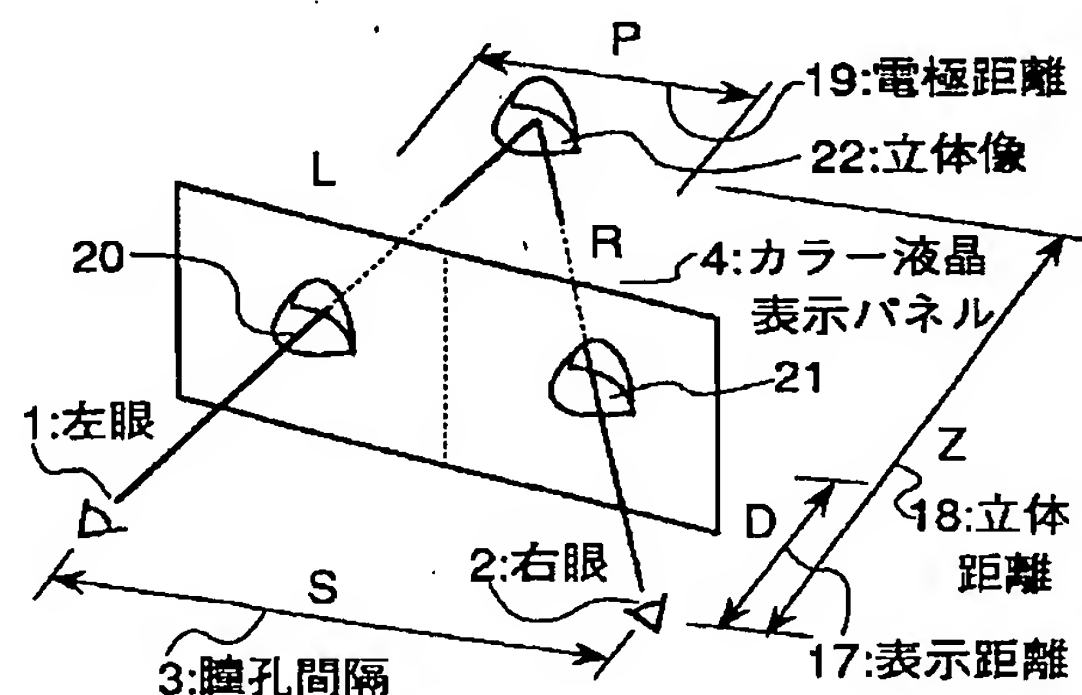 P
19:電極距離
22:立体像
L
R
20
4:カラー液晶
表示パネル
21
1:左眼
Z
D
18:立体
距離
2:右眼
S
17:表示距離
3:瞳孔間隔